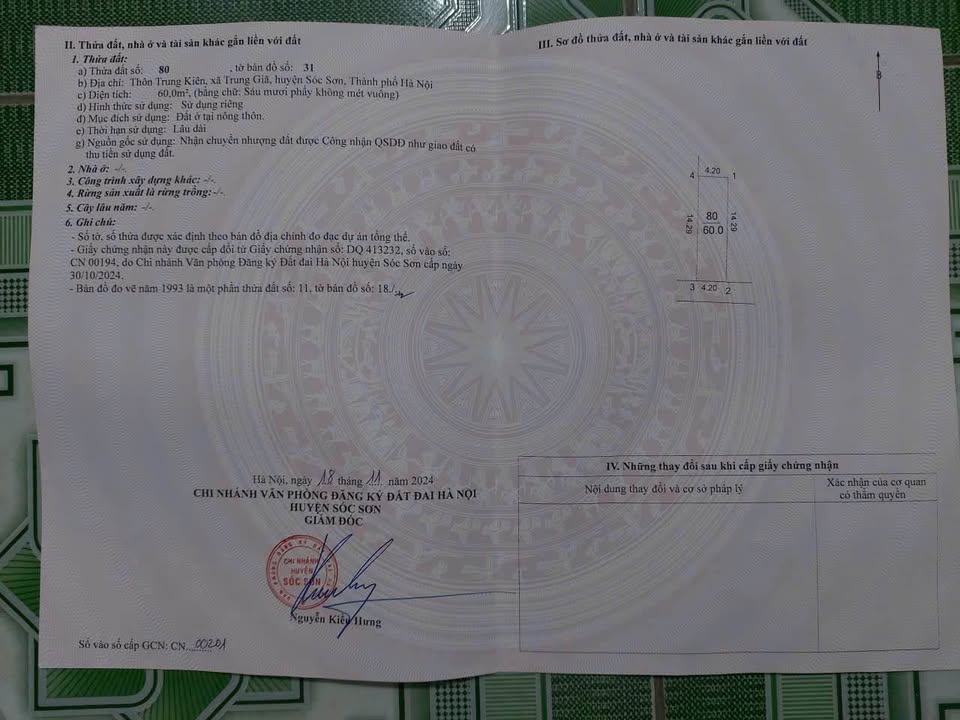 II. Thửa đất, nhà ở và tài sản khác gắn liền với đất
1. Thửa đất:
a) Thửa đất số: 80 , tờ bản đồ số: 31
b) Địa chỉ: Thôn Trung Kiên, xã Trung Giã, huyện Sóc Sơn, Thành phố Hà Nội
c) Diện tích: 60,0m², (bằng chữ: Sáu mươi phẩy không mét vuông)
d) Hình thức sử dụng: Sử dụng riêng
đ) Mục đích sử dụng: Đất ở tại nông thôn.
e) Thời hạn sử dụng: Lâu dài
g) Nguồn gốc sử dụng: Nhận chuyển nhượng đất được Công nhận QSDĐ như giao đất có
thu tiền sử dụng đất.
2. Nhà ở: -/-.
3. Công trình xây dựng khác: -/-.
4. Rừng sản xuất là rừng trồng: -/-.
5. Cây lâu năm: -/-.
6. Ghi chú:
- Số tờ, số thửa được xác định theo bản đồ địa chính đo đạc dự án tổng thể.
- Giấy chứng nhận này được cấp đổi từ Giấy chứng nhận số: DQ 413232, số vào sổ:
CN 00194, do Chi nhánh Văn phòng Đăng ký Đất đai Hà Nội huyện Sóc Sơn cấp ngày
30/10/2024.
- Bản đồ đo vẽ năm 1993 là một phần thửa đất số: 11, tờ bản đồ số: 18./.
Hà Nội, ngày 18 tháng 11 năm 2024
CHI NHÁNH VĂN PHÒNG ĐĂNG KÝ ĐẤT ĐAI HÀ NỘI
HUYỆN SÓC SƠN
GIÁM ĐỐC
CHI NHÁNH
HUYỆN
SÓC SƠN
Nguyễn Kiều Hưng
Số vào sổ cấp GCN: CN 00201
III. Sơ đồ thửa đất, nhà ở và tài sản khác gắn liền với đất
B
4 4.20 1
14.29 80 14.29
60.0
3 4.20 2
IV. Những thay đổi sau khi cấp giấy chứng nhận
Nội dung thay đổi và cơ sở pháp lý
Xác nhận của cơ quan
có thẩm quyền